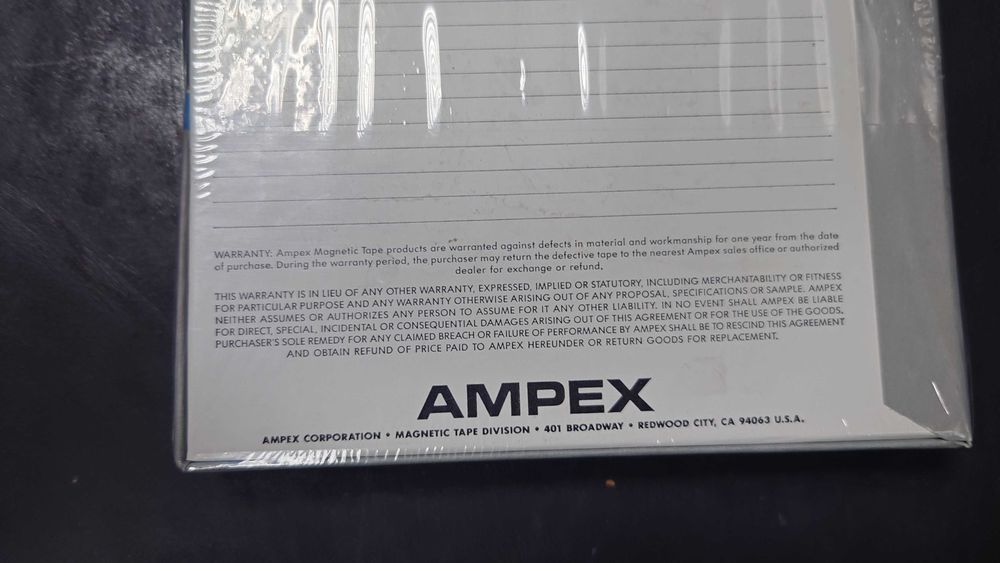 WARRANTY: Ampex Magnetic Tape products are warranted against defects in material and workmanship for one year from the date
of purchase. During the warranty period, the purchaser may return the defective tape to the nearest Ampex sales office or authorized
dealer for exchange or refund.
THIS WARRANTY IS IN LIEU OF ANY OTHER WARRANTY, EXPRESSED, IMPLIED OR STATUTORY, INCLUDING MERCHANTABILITY OR FITNESS
FOR PARTICULAR PURPOSE AND ANY WARRANTY OTHERWISE ARISING OUT OF ANY PROPOSAL, SPECIFICATIONS OR SAMPLE. AMPEX
NEITHER ASSUMES OR AUTHORIZES ANY PERSON TO ASSUME FOR IT ANY OTHER LIABILITY. IN NO EVENT SHALL AMPEX BE LIABLE
FOR DIRECT, SPECIAL, INCIDENTAL OR CONSEQUENTIAL DAMAGES ARISING OUT OF THIS AGREEMENT OR FOR THE USE OF THE GOODS.
PURCHASER'S SOLE REMEDY FOR ANY CLAIMED BREACH OR FAILURE OF PERFORMANCE BY AMPEX SHALL BE TO RESCIND THIS AGREEMENT
AND OBTAIN REFUND OF PRICE PAID TO AMPEX HEREUNDER OR RETURN GOODS FOR REPLACEMENT.
AMPEX
AMPEX CORPORATION • MAGNETIC TAPE DIVISION • 401 BROADWAY • REDWOOD CITY, CA 94063 U.S.A.